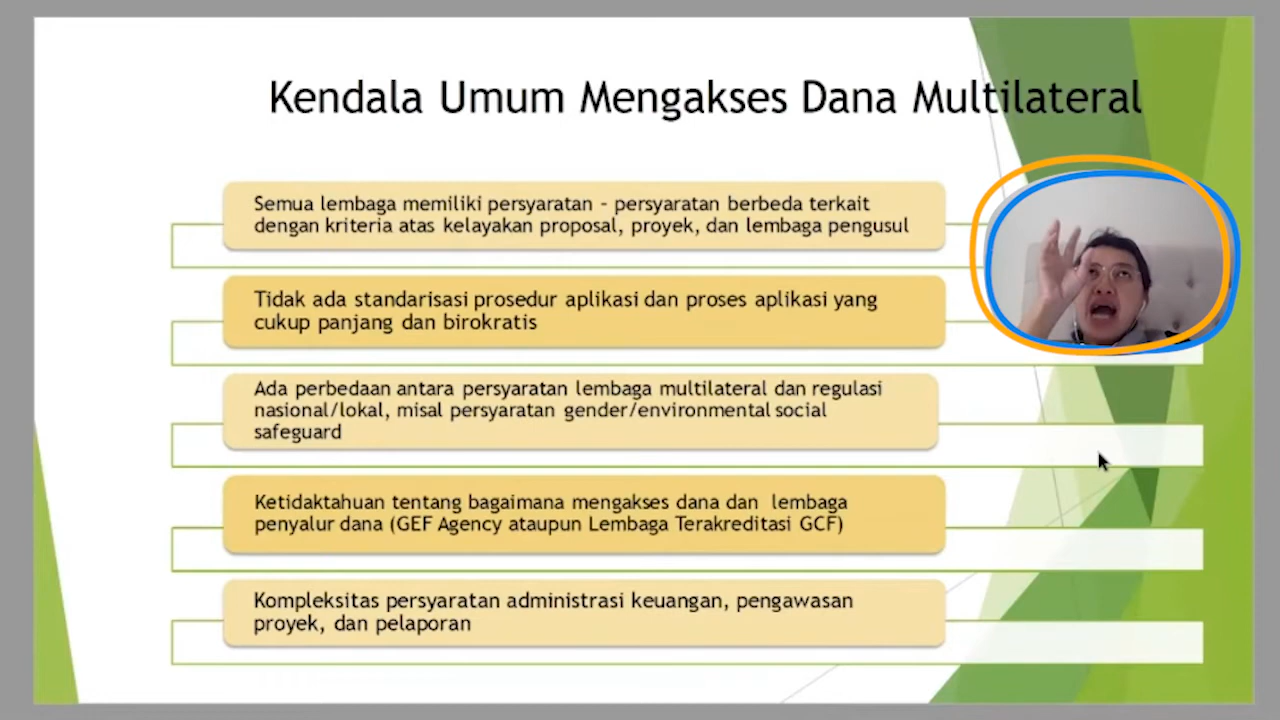 Kendala Umum Mengakses Dana Multilateral
Semua lembaga memiliki persyaratan - persyaratan berbeda terkait
dengan kriteria atas kelayakan proposal, proyek, dan lembaga pengusul
Tidak ada standarisasi prosedur aplikasi dan proses aplikasi yang
cukup panjang dan birokratis
Ada perbedaan antara persyaratan lembaga multilateral dan regulasi
nasional/lokal, misal persyaratan gender/environmental social
safeguard
Ketidaktahuan tentang bagaimana mengakses dana dan lembaga
penyalur dana (GEF Agency ataupun Lembaga Terakreditasi GCF)
Kompleksitas persyaratan administrasi keuangan, pengawasan
proyek, dan pelaporan